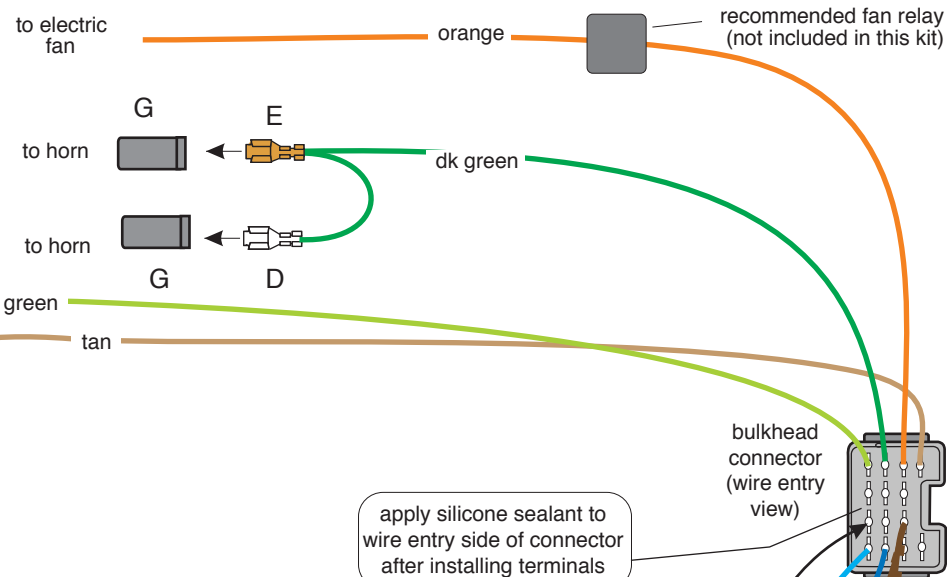 to electric
fan
orange
recommended fan relay
(not included in this kit)
G
E
to horn
dk green
to horn
G
D
green
tan
bulkhead
connector
(wire entry
view)
apply silicone sealant to
wire entry side of connector
after installing terminals